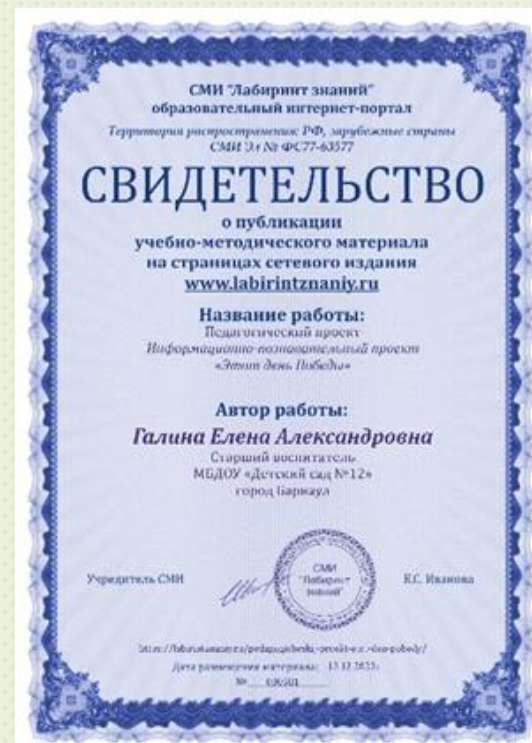 СМИ "Лабиринт знаний"
образовательный интернет-портал
Территория распространения: РФ, зарубежные страны
СМИ Эл № ФС77-63577
СВИДЕТЕЛЬСТВО
о публикации
учебно-методического материала
на страницах сетевого издания
www.labirintznaniy.ru
Название работы:
Педагогический проект
Информационно-познавательный проект
«Этот день Победы»
Автор работы:
Галина Елена Александровна
Старший воспитатель
МБДОУ «Детский сад №12»
город Барнаул
СМИ
"Лабиринт
знаний"
Учредитель СМИ
Е.С. Иванова
Дата размещения материала:
№